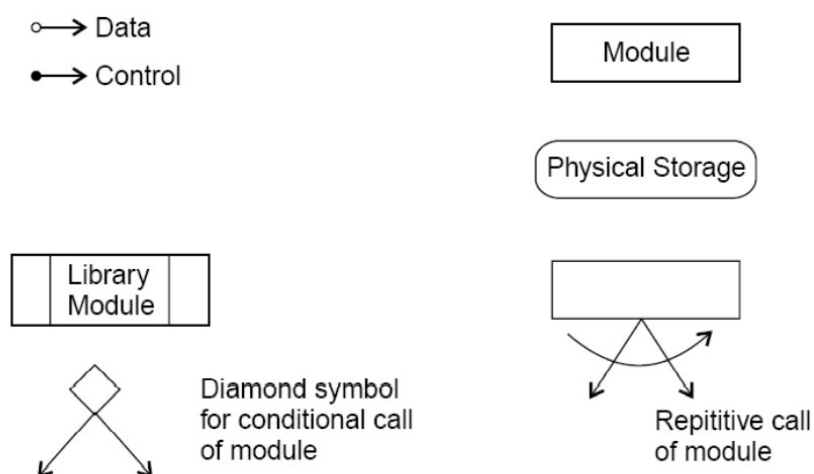 Data
Control
Module
Physical Storage
Library
Module
Diamond symbol
for conditional call
of module
Repititive call
of module